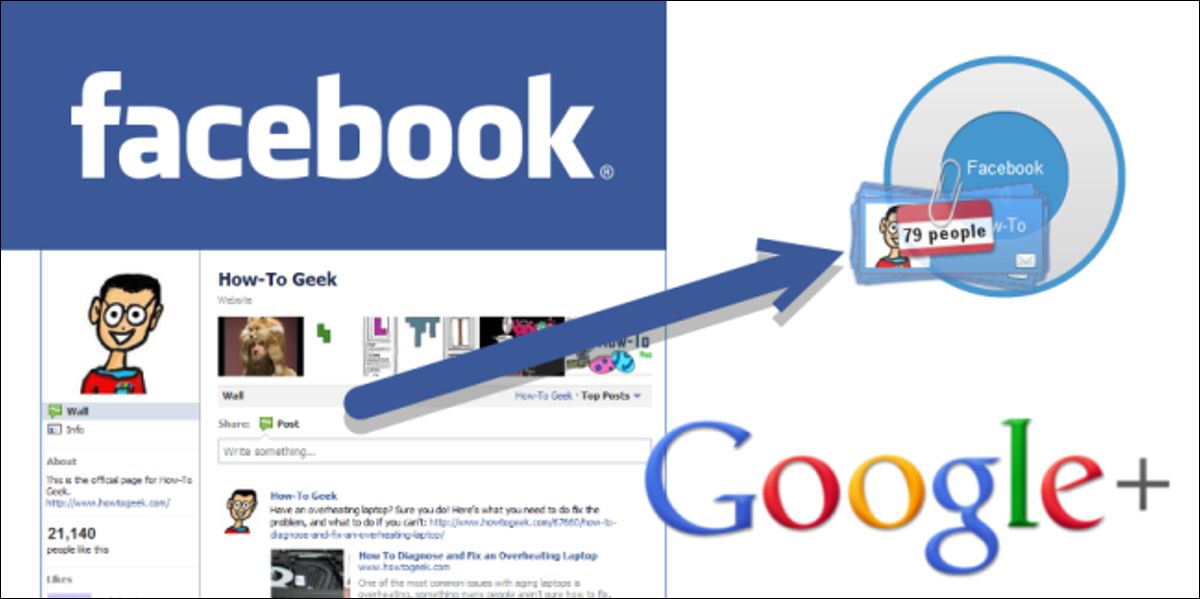 facebook®
How-To Geek
Website
Wall
How-To Geek · Top Posts
Share: Post
Write something...
Wall
Info
About
This is the official page for How-To
Geek.
http://www.howtogeek.com/
21,140
people like this
Likes
How-To Geek
Have an overheating laptop? Sure you do! Here's what you need to do fix the
problem, and what to do if you can't: http://www.howtogeek.com/67660/how-to-
diagnose-and-fix-an-overheating-laptop/
How To Diagnose and Fix an Overheating Laptop
www.howtogeek.com
One of the most common issues with aging laptops is
overheating, something many people aren't sure how to fix.
Facebook
79 people
w-To
Google+